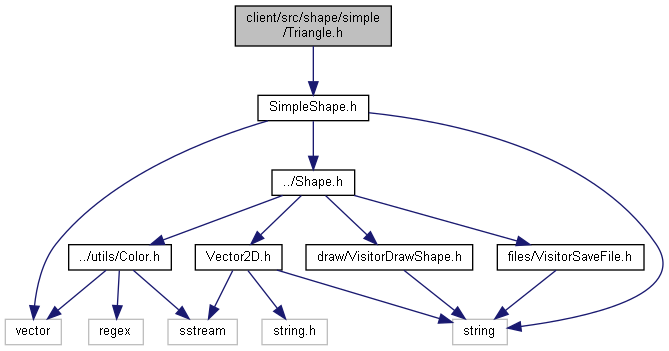 client/src/shape/simple
/Triangle.h
SimpleShape.h
../Shape.h
../utils/Color.h
Vector2D.h
draw/VisitorDrawShape.h
files/VisitorSaveFile.h
vector
regex
sstream
string.h
string